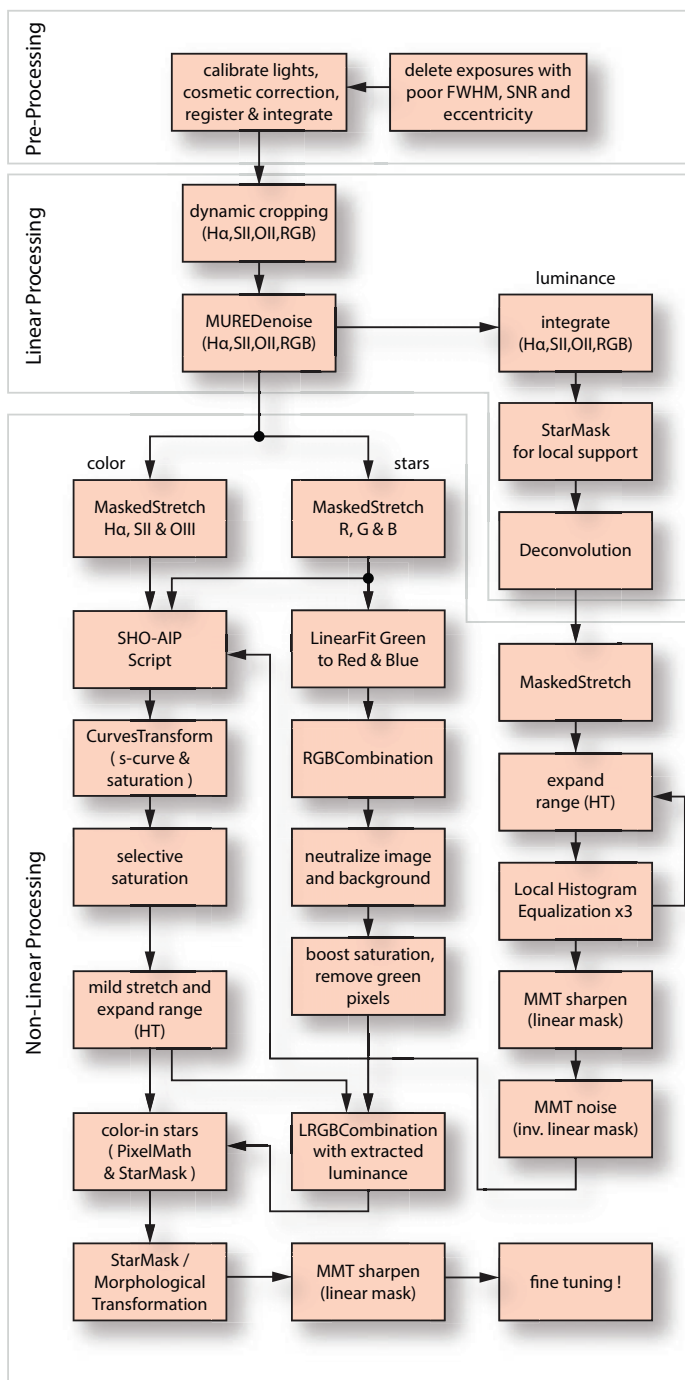 Pre-Processing
calibrate lights,
cosmetic correction,
register & integrate
delete exposures with
poor FWHM, SNR and
eccentricity
Linear Processing
dynamic cropping
(Hα,SII,OII,RGB)
MUREDenoise
(Hα,SII,OII,RGB)
luminance
integrate
(Hα,SII,OII,RGB)
StarMask
for local support
Deconvolution
Non-Linear Processing
color
MaskedStretch
Hα, SII & OIII
stars
MaskedStretch
R, G & B
SHO-AIP
Script
LinearFit Green
to Red & Blue
MaskedStretch
CurvesTransform
( s-curve &
saturation )
RGBCombination
expand
range (HT)
selective
saturation
neutralize image
and background
Local Histogram
Equalization x3
mild stretch and
expand range
(HT)
boost saturation,
remove green
pixels
MMT sharpen
(linear mask)
color-in stars
( PixelMath
& StarMask )
LRGBCombination
with extracted
luminance
MMT noise
(inv. linear mask)
StarMask /
Morphological
Transformation
MMT sharpen
(linear mask)
fine tuning !